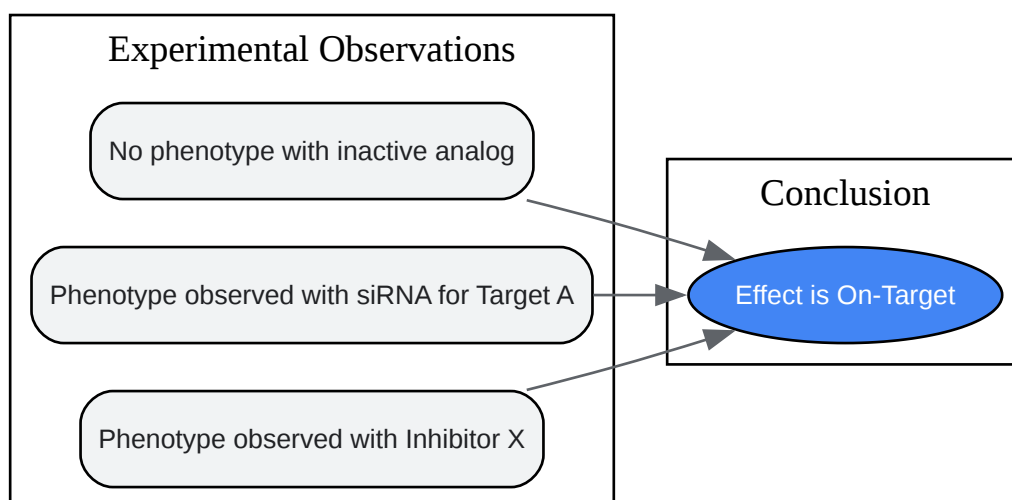 Experimental Observations
No phenotype with inactive analog
Phenotype observed with siRNA for Target A
Phenotype observed with Inhibitor X
Conclusion
Effect is On-Target